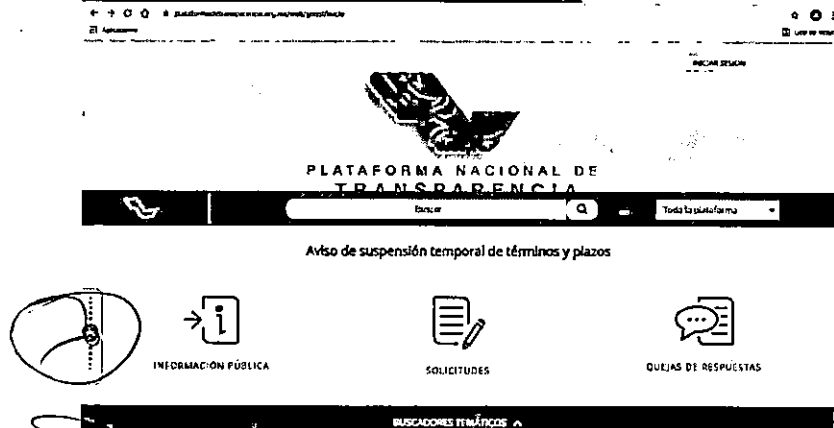 INICIAR SESIÓN
PLATAFORMA NACIONAL DE
TRANSPARENCIA
Buscar
Toda la plataforma
Aviso de suspensión temporal de términos y plazos
INFORMACIÓN PÚBLICA
SOLICITUDES
QUEJAS DE RESPUESTAS
BUSCADORES TEMÁTICOS